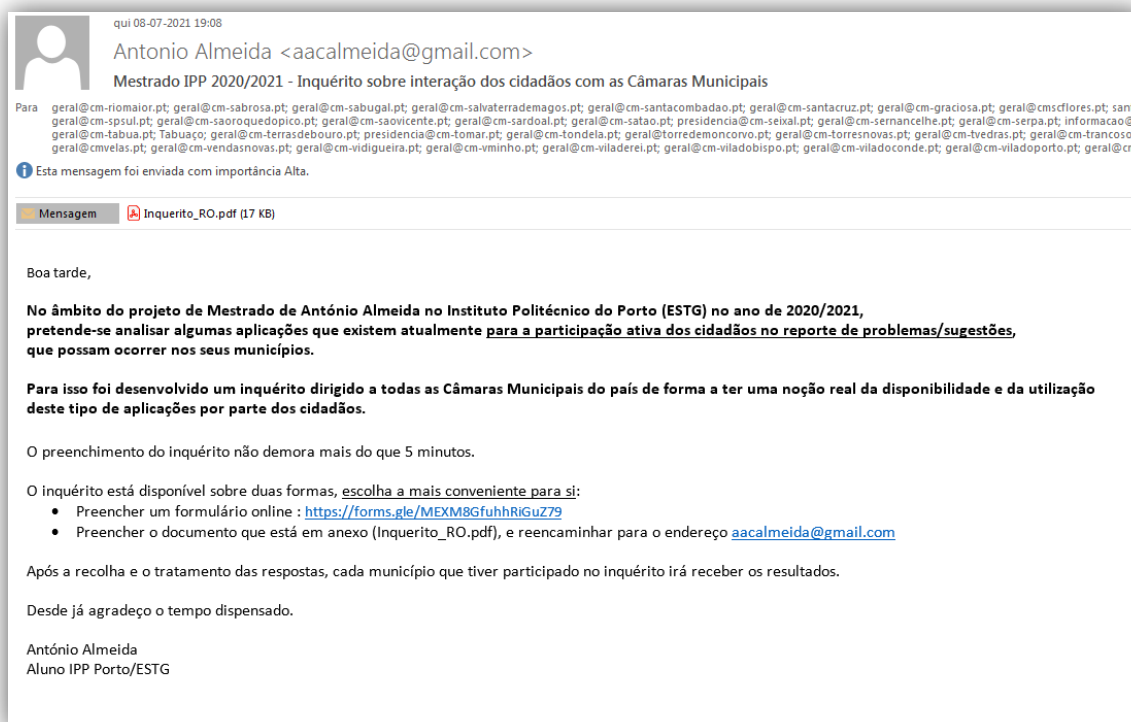 qui 08-07-2021 19:08
Antonio Almeida <aacalmeida@gmail.com>
Mestrado IPP 2020/2021 - Inquérito sobre interação dos cidadãos com as Câmaras Municipais
Para geral@cm-riomaior.pt; geral@cm-sabrosa.pt; geral@cm-sabugal.pt; geral@cm-salvaterrademagos.pt; geral@cm-santacombadao.pt; geral@cm-santacruz.pt; geral@cm-graciosa.pt; geral@cmscflores.pt; san
geral@cm-spsul.pt; geral@cm-saoroquedopico.pt; geral@cm-saovicente.pt; geral@cm-sardoal.pt; geral@cm-satao.pt; presidencia@cm-seixal.pt; geral@cm-sernancelhe.pt; geral@cm-serpa.pt; informacao@
geral@cm-tabua.pt; Tabuaço; geral@cm-terrasdebouro.pt; presidencia@cm-tomar.pt; geral@cm-tondela.pt; geral@torredemoncorvo.pt; geral@cm-torresnovas.pt; geral@cm-tvedras.pt; geral@cm-trancoso
geral@cmvelas.pt; geral@cm-vendasnovas.pt; geral@cm-vidigueira.pt; geral@cm-vminho.pt; geral@cm-viladerei.pt; geral@cm-viladobispo.pt; geral@cm-viladoconde.pt; geral@cm-viladoporto.pt; geral@cr
Esta mensagem foi enviada com importância Alta.
Mensagem Inquerito_RO.pdf (17 KB)
Boa tarde,
No âmbito do projeto de Mestrado de António Almeida no Instituto Politécnico do Porto (ESTG) no ano de 2020/2021,
pretende-se analisar algumas aplicações que existem atualmente para a participação ativa dos cidadãos no reporte de problemas/sugestões,
que possam ocorrer nos seus municípios.
Para isso foi desenvolvido um inquérito dirigido a todas as Câmaras Municipais do país de forma a ter uma noção real da disponibilidade e da utilização
deste tipo de aplicações por parte dos cidadãos.
O preenchimento do inquérito não demora mais do que 5 minutos.
O inquérito está disponível sobre duas formas, escolha a mais conveniente para si:
• Preencher um formulário online : https://forms.gle/MEXM8GfuhhRiGuZ79
• Preencher o documento que está em anexo (Inquerito_RO.pdf), e reencaminhar para o endereço aacalmeida@gmail.com
Após a recolha e o tratamento das respostas, cada município que tiver participado no inquérito irá receber os resultados.
Desde já agradeço o tempo dispensado.
António Almeida
Aluno IPP Porto/ESTG